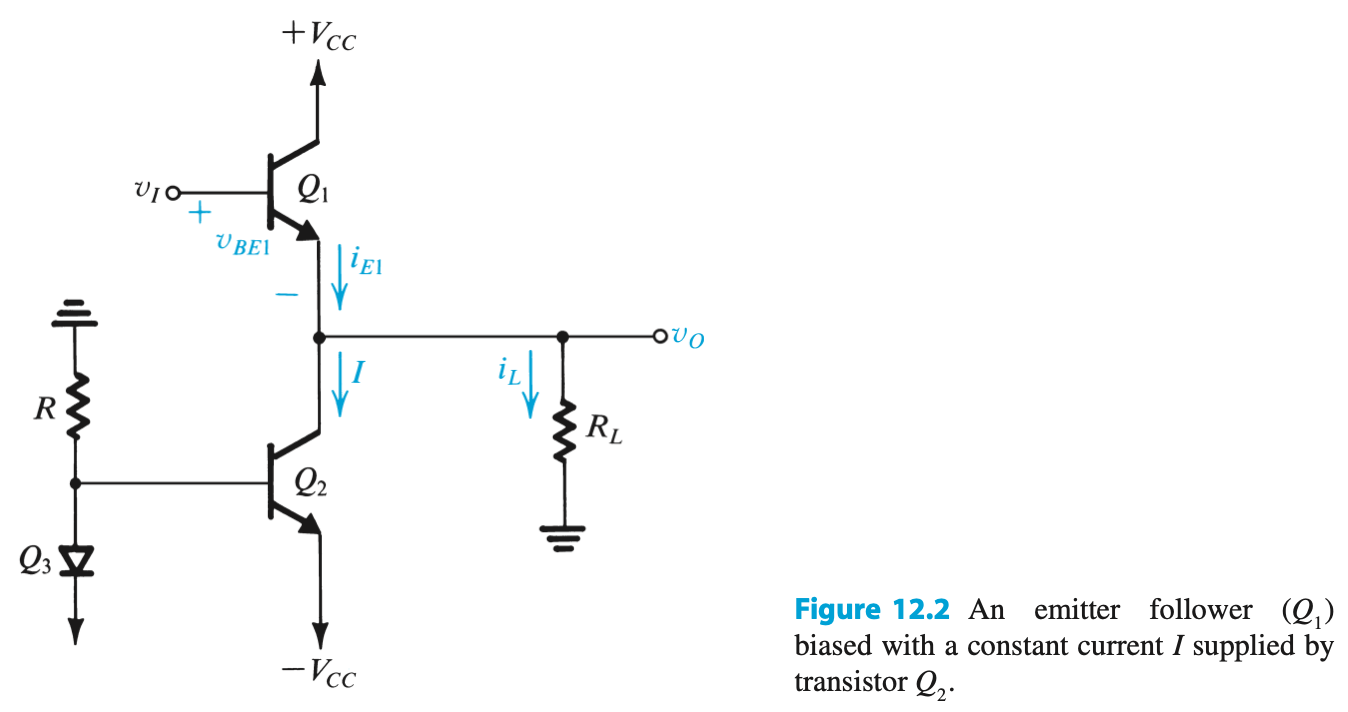 +V_CC
v_I
+
Q_1
v_BE1
i_E1
−
v_O
I
i_L
R
R_L
Q_2
Q_3
−V_CC
Figure 12.2 An emitter follower (Q_1)
biased with a constant current I supplied by
transistor Q_2.